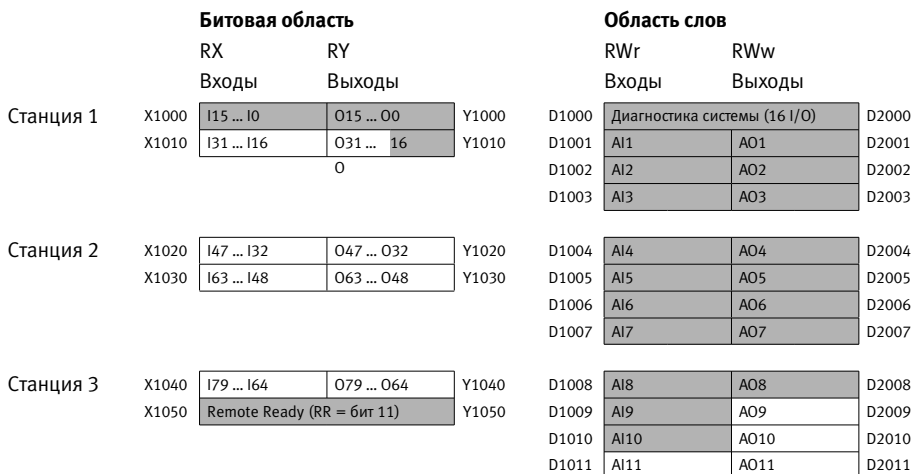 Битовая область Область слов
RX RY RWr RWw
Входы Выходы Входы Выходы
Станция 1 X1000 I15 ... I0 O15 ... O0 Y1000 D1000 Диагностика системы (16 I/O) D2000
X1010 I31 ... I16 O31 ... 16 Y1010 D1001 AI1 AO1 D2001
O D1002 AI2 AO2 D2002
D1003 AI3 AO3 D2003
Станция 2 X1020 I47 ... I32 O47 ... O32 Y1020 D1004 AI4 AO4 D2004
X1030 I63 ... I48 O63 ... O48 Y1030 D1005 AI5 AO5 D2005
D1006 AI6 AO6 D2006
D1007 AI7 AO7 D2007
Станция 3 X1040 I79 ... I64 O79 ... O64 Y1040 D1008 AI8 AO8 D2008
X1050 Remote Ready (RR = бит 11) Y1050 D1009 AI9 AO9 D2009
D1010 AI10 AO10 D2010
D1011 AI11 AO11 D2011